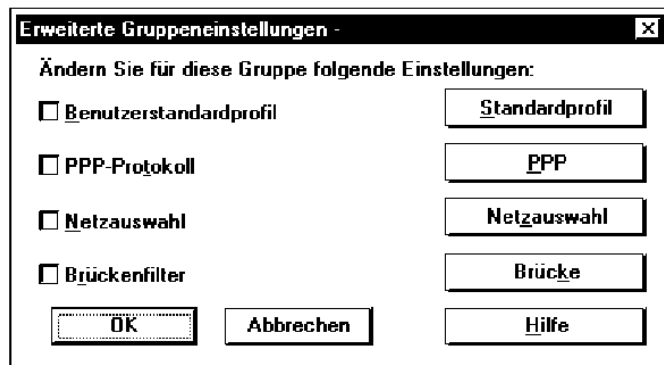 Erweiterte Gruppeneinstellungen -
Ändern Sie für diese Gruppe folgende Einstellungen:
Benutzerstandardprofil
Standardprofil
PPP-Protokoll
PPP
Netzauswahl
Netzauswahl
Brückenfilter
Brücke
OK
Abbrechen
Hilfe